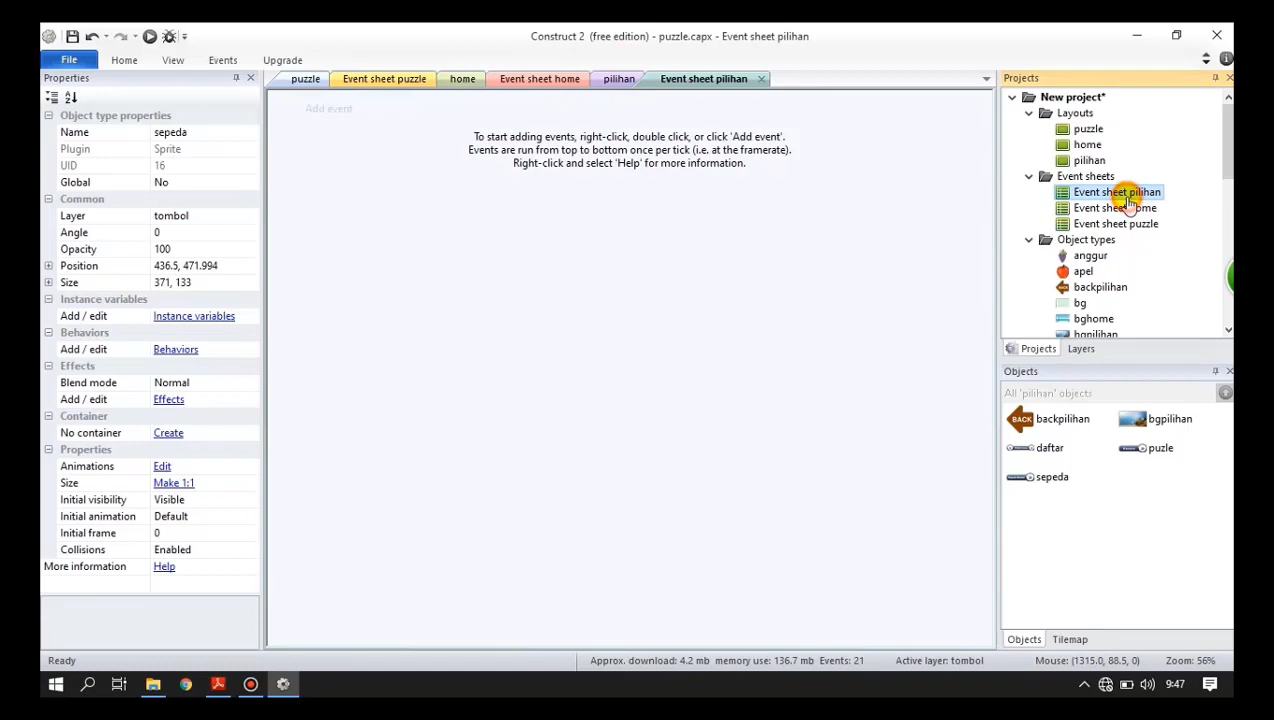 Construct 2 (free edition) - puzzle.capx - Event sheet pilihan
File Home View Events Upgrade
Properties
Object type properties
Name sepeda
Plugin Sprite
UID 16
Global No
Common
Layer tombol
Angle 0
Opacity 100
Position 436.5, 471.994
Size 371, 133
Instance variables
Add / edit Instance variables
Behaviors
Add / edit Behaviors
Effects
Blend mode Normal
Add / edit Effects
Container
No container Create
Properties
Animations Edit
Size Make 1:1
Initial visibility Visible
Initial animation Default
Initial frame 0
Collisions Enabled
More information Help
puzzle Event sheet puzzle home Event sheet home pilihan Event sheet pilihan
Add event
To start adding events, right-click, double click, or click 'Add event'.
Events are run from top to bottom once per tick (i.e. at the framerate).
Right-click and select 'Help' for more information.
Projects
New project*
Layouts
puzzle
home
pilihan
Event sheets
Event sheet pilihan
Event sheet home
Event sheet puzzle
Object types
anggur
apel
backpilihan
bg
bghome
bgpilihan
Projects Layers
Objects
All 'pilihan' objects
BACK backpilihan bgpilihan
daftar puzle
sepeda
Objects Tilemap
Ready Approx. download: 4.2 mb memory use: 136.7 mb Events: 21 Active layer: tombol Mouse: (1315.0, 88.5, 0) Zoom: 56%
9:47